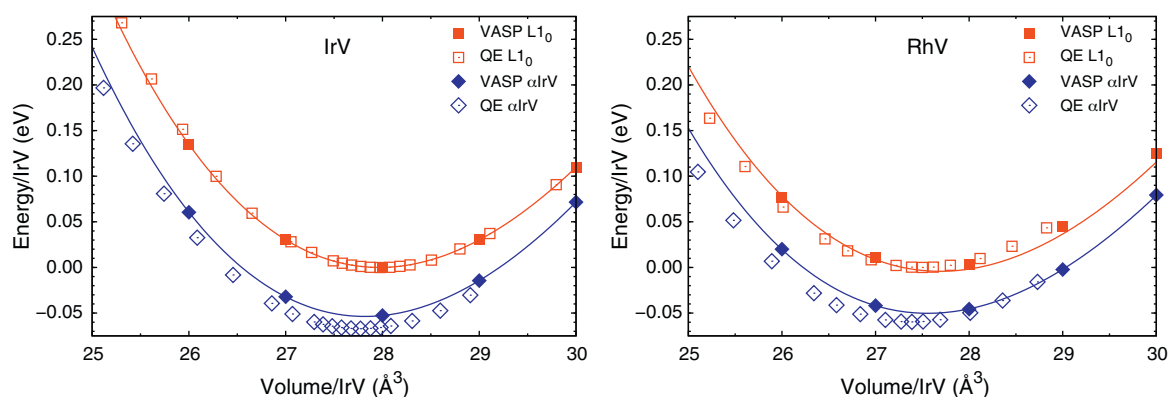 IrV
VASP L1₀
QE L1₀
VASP αIrV
QE αIrV
0.25
0.20
0.15
0.10
0.05
0.00
−0.05
Energy/IrV (eV)
25 26 27 28 29 30
Volume/IrV (Å³)
RhV
VASP L1₀
QE L1₀
VASP αIrV
QE αIrV
0.25
0.20
0.15
0.10
0.05
0.00
−0.05
Energy/IrV (eV)
25 26 27 28 29 30
Volume/IrV (Å³)